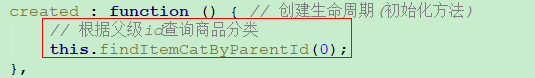 created : function () { // 创建生命周期(初始化方法)
// 根据父级id查询商品分类
this.findItemCatByParentId(0);
},